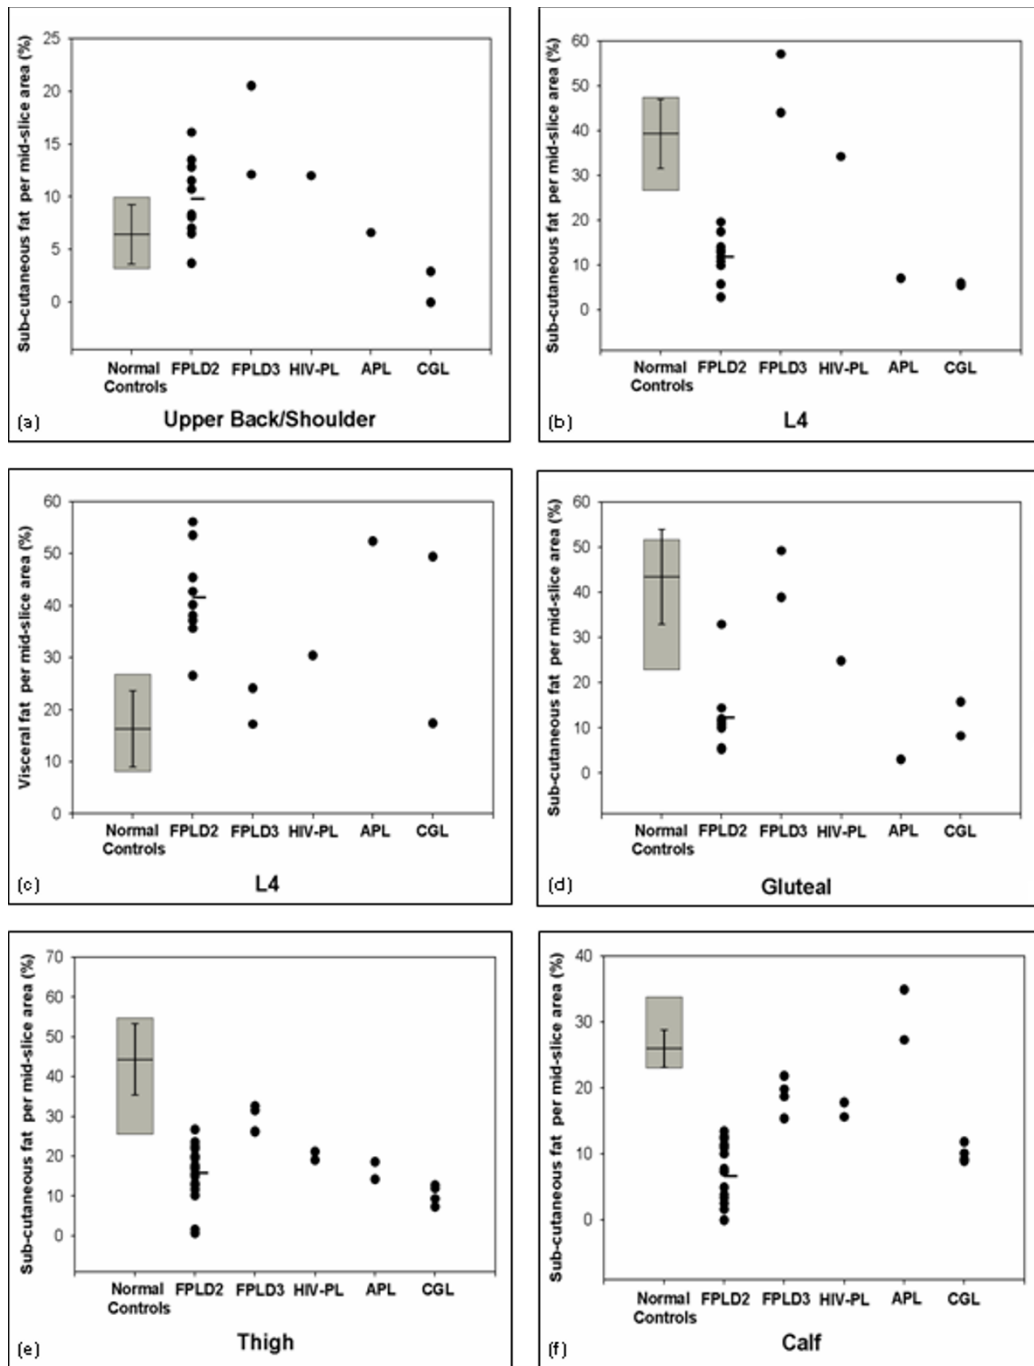 Sub-cutaneous fat per mid-slice area (%)
25
20
15
10
5
0
Normal Controls FPLD2 FPLD3 HIV-PL APL CGL
(a) Upper Back/Shoulder
Sub-cutaneous fat per mid-slice area (%)
60
50
40
30
20
10
0
Normal Controls FPLD2 FPLD3 HIV-PL APL CGL
(b) L4
Visceral fat per mid-slice area (%)
60
50
40
30
20
10
0
Normal Controls FPLD2 FPLD3 HIV-PL APL CGL
(c) L4
Sub-cutaneous fat per mid-slice area (%)
60
50
40
30
20
10
0
Normal Controls FPLD2 FPLD3 HIV-PL APL CGL
(d) Gluteal
Sub-cutaneous fat per mid-slice area (%)
70
60
50
40
30
20
10
0
Normal Controls FPLD2 FPLD3 HIV-PL APL CGL
(e) Thigh
Sub-cutaneous fat per mid-slice area (%)
40
30
20
10
0
Normal Controls FPLD2 FPLD3 HIV-PL APL CGL
(f) Calf